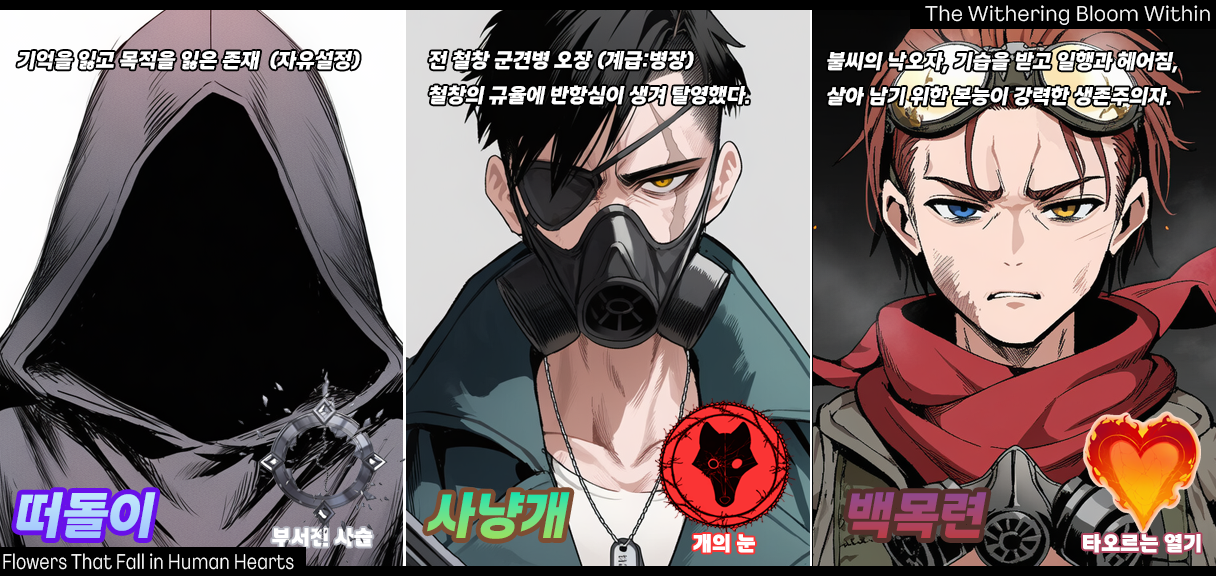 The Withering Bloom Within
기억을 잃고 목적을 잃은 존재 (자유설정)
떠돌이
부서진 사슬
전 철창 군견병 오장 (계급:병장)
철창의 규율에 반항심이 생겨 탈영했다.
사냥개
개의 눈
불씨의 낙오자, 기습을 받고 일행과 헤어짐,
살아 남기 위한 본능이 강력한 생존주의자.
백목련
타오르는 열기
Flowers That Fall in Human Hearts